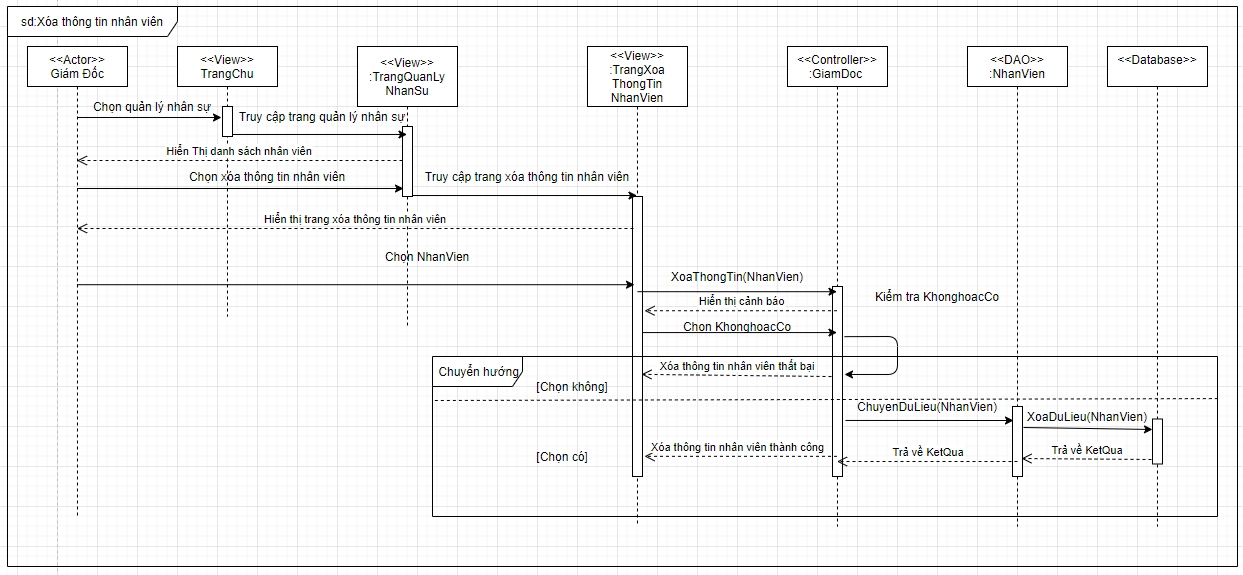 sd:Xóa thông tin nhân viên
<<Actor>>
Giám Đốc
<<View>>
TrangChu
<<View>>
:TrangQuanLy
NhanSu
<<View>>
:TrangXoa
ThongTin
NhanVien
<<Controller>>
:GiamDoc
<<DAO>>
:NhanVien
<<Database>>
Chọn quản lý nhân sự
Truy cập trang quản lý nhân sự
Hiển Thị danh sách nhân viên
Chọn xóa thông tin nhân viên
Truy cập trang xóa thông tin nhân viên
Hiển thị trang xóa thông tin nhân viên
Chọn NhanVien
XoaThongTin(NhanVien)
Hiển thị cảnh báo
Kiểm tra KhonghoacCo
Chọn KhonghoacCo
Chuyển hướng
Xóa thông tin nhân viên thất bại
[Chọn không]
ChuyenDuLieu(NhanVien)
XoaDuLieu(NhanVien)
Xóa thông tin nhân viên thành công
Trả về KetQua
Trả về KetQua
[Chọn có]